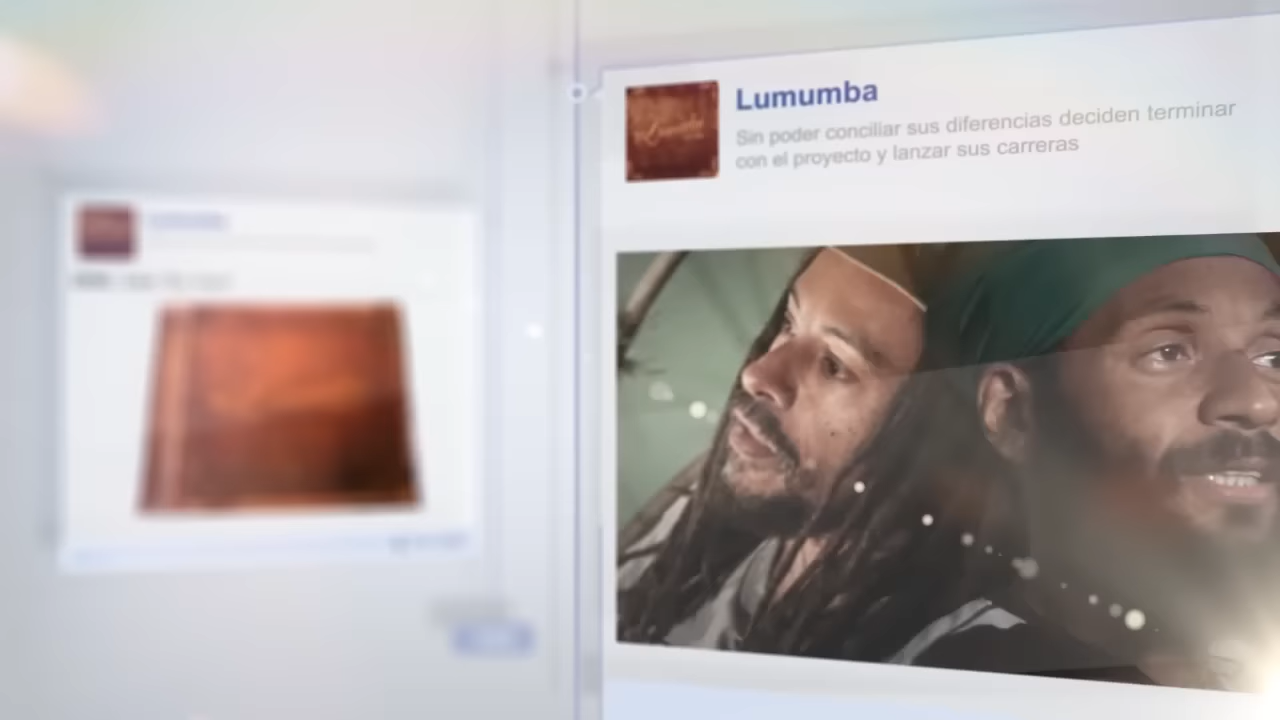 Lumumba
Sin poder conciliar sus diferencias deciden terminar
con el proyecto y lanzar sus carreras